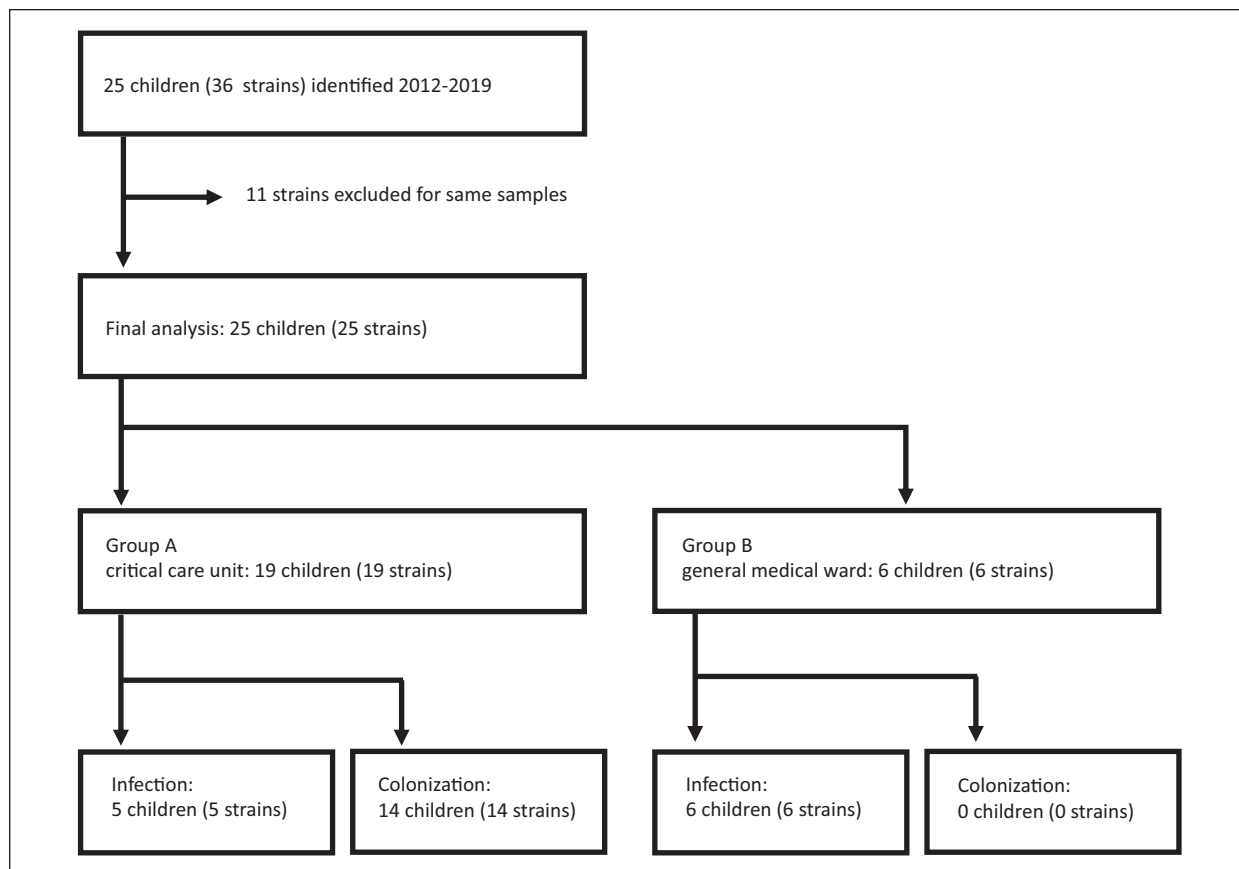 25 children (36 strains) identified 2012-2019
11 strains excluded for same samples
Final analysis: 25 children (25 strains)
Group A
critical care unit: 19 children (19 strains)
Group B
general medical ward: 6 children (6 strains)
Infection:
5 children (5 strains)
Colonization:
14 children (14 strains)
Infection:
6 children (6 strains)
Colonization:
0 children (0 strains)